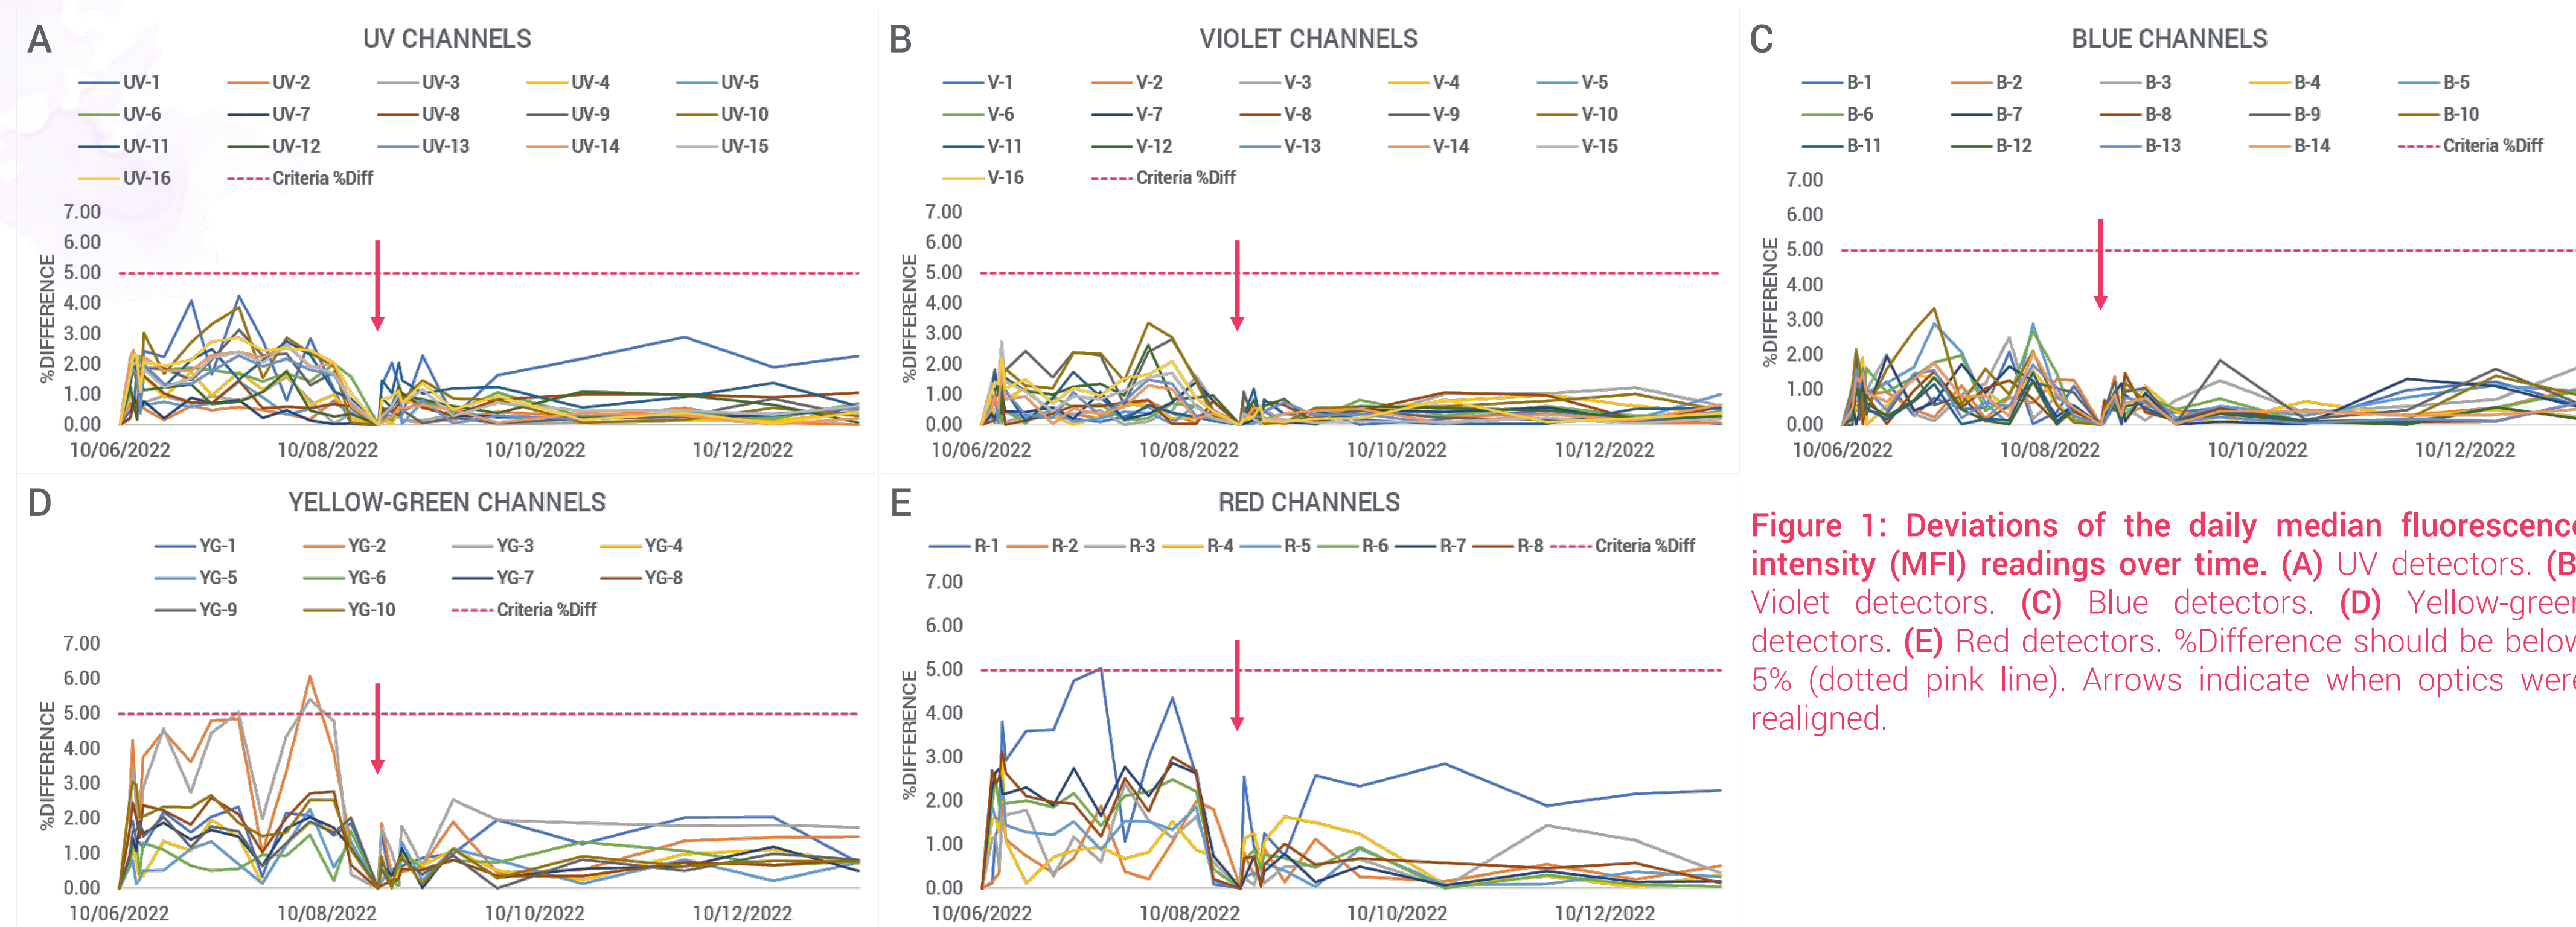 A
UV CHANNELS
UV-1 UV-2 UV-3 UV-4 UV-5
UV-6 UV-7 UV-8 UV-9 UV-10
UV-11 UV-12 UV-13 UV-14 UV-15
UV-16 Criteria %Diff
%DIFFERENCE
7.00
6.00
5.00
4.00
3.00
2.00
1.00
0.00
10/06/2022 10/08/2022 10/10/2022 10/12/2022
B
VIOLET CHANNELS
V-1 V-2 V-3 V-4 V-5
V-6 V-7 V-8 V-9 V-10
V-11 V-12 V-13 V-14 V-15
V-16 Criteria %Diff
%DIFFERENCE
7.00
6.00
5.00
4.00
3.00
2.00
1.00
0.00
10/06/2022 10/08/2022 10/10/2022 10/12/2022
C
BLUE CHANNELS
B-1 B-2 B-3 B-4 B-5
B-6 B-7 B-8 B-9 B-10
B-11 B-12 B-13 B-14 Criteria %Diff
%DIFFERENCE
7.00
6.00
5.00
4.00
3.00
2.00
1.00
0.00
10/06/2022 10/08/2022 10/10/2022 10/12/2022
D
YELLOW-GREEN CHANNELS
YG-1 YG-2 YG-3 YG-4
YG-5 YG-6 YG-7 YG-8
YG-9 YG-10 Criteria %Diff
%DIFFERENCE
7.00
6.00
5.00
4.00
3.00
2.00
1.00
0.00
10/06/2022 10/08/2022 10/10/2022 10/12/2022
E
RED CHANNELS
R-1 R-2 R-3 R-4 R-5 R-6 R-7 R-8 Criteria %Diff
%DIFFERENCE
7.00
6.00
5.00
4.00
3.00
2.00
1.00
0.00
10/06/2022 10/08/2022 10/10/2022 10/12/2022
Figure 1: Deviations of the daily median fluorescence
intensity (MFI) readings over time. (A) UV detectors. (B
Violet detectors. (C) Blue detectors. (D) Yellow-green
detectors. (E) Red detectors. %Difference should be below
5% (dotted pink line). Arrows indicate when optics were
realigned.